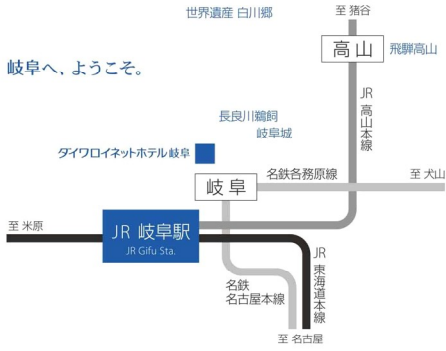 世界遺産 白川郷
至 猪谷
高山
飛騨高山
岐阜へ、ようこそ。
JR 高山本線
長良川鵜飼
岐阜城
ダイワロイネットホテル岐阜
岐阜
名鉄各務原線
至 犬山
至 米原
JR 岐阜駅
JR Gifu Sta.
名鉄
名古屋本線
JR 東海道本線
至 名古屋